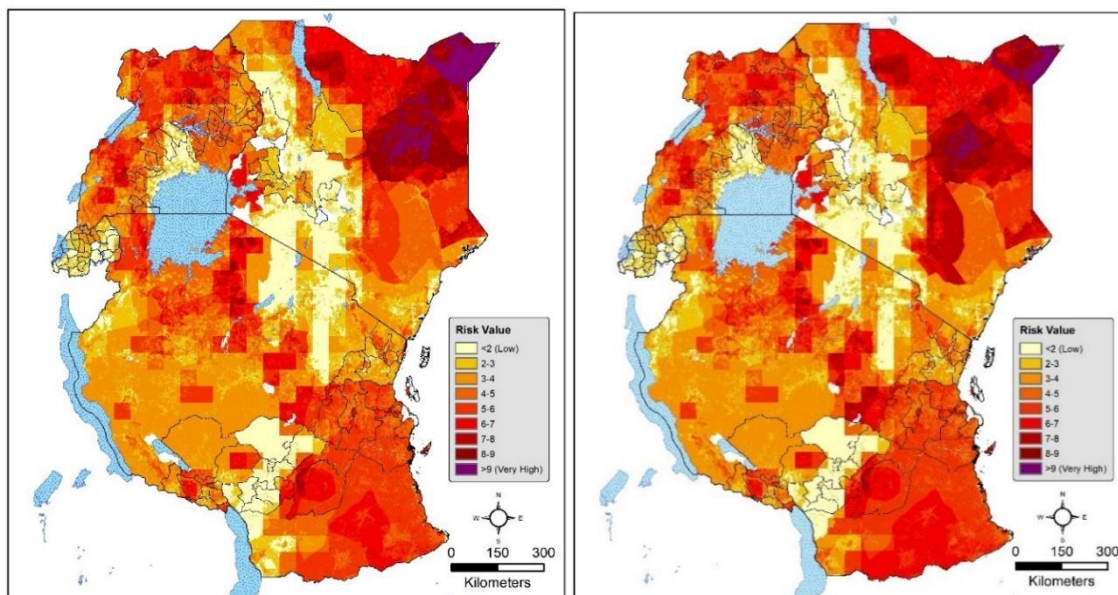 Risk Value
<2 (Low)
2-3
3-4
4-5
5-6
6-7
7-8
8-9
>9 (Very High)
N
W E
S
0 150 300
Kilometers
Risk Value
<2 (Low)
2-3
3-4
4-5
5-6
6-7
7-8
8-9
>9 (Very High)
N
W E
S
0 150 300
Kilometers